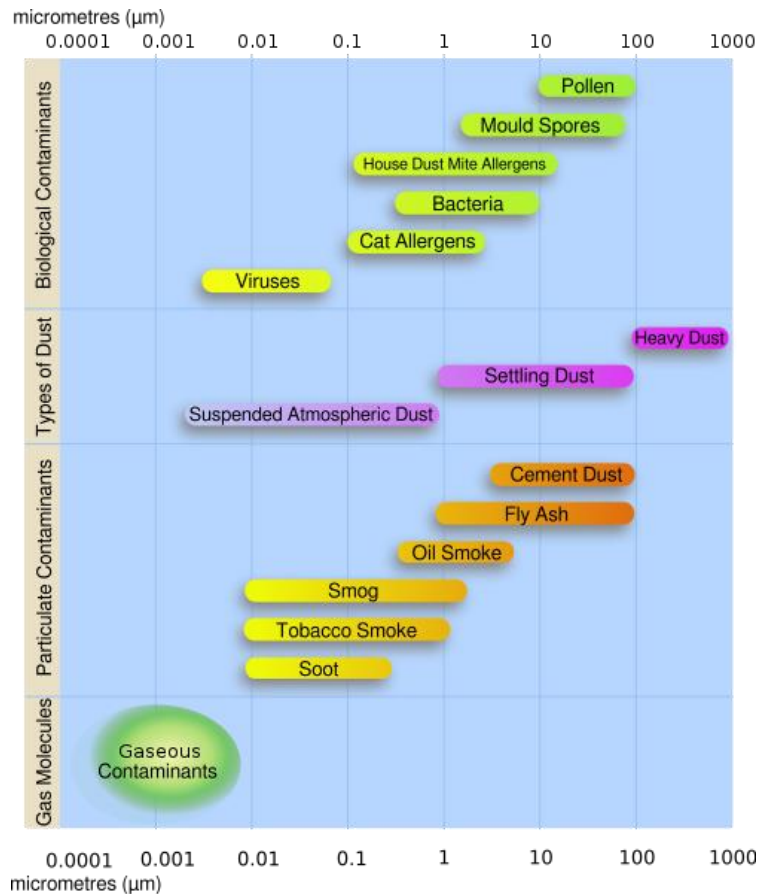 micrometres (μm)
0.0001 0.001 0.01 0.1 1 10 100 1000
Biological Contaminants
Pollen
Mould Spores
House Dust Mite Allergens
Bacteria
Cat Allergens
Viruses
Types of Dust
Heavy Dust
Settling Dust
Suspended Atmospheric Dust
Particulate Contaminants
Cement Dust
Fly Ash
Oil Smoke
Smog
Tobacco Smoke
Soot
Gas Molecules
Gaseous
Contaminants
0.0001 0.001 0.01 0.1 1 10 100 1000
micrometres (μm)